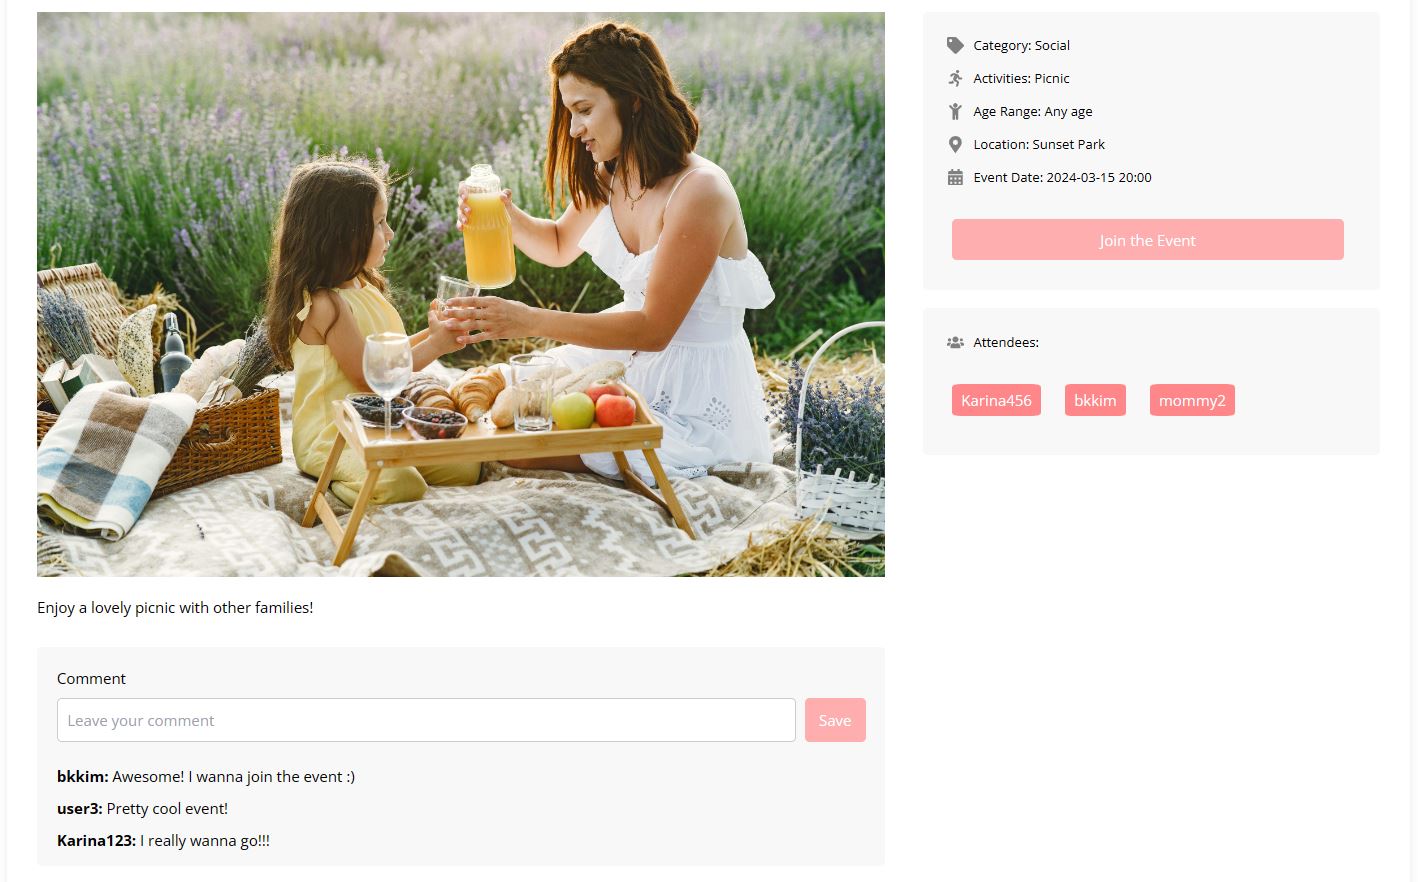 Category: Social
Activities: Picnic
Age Range: Any age
Location: Sunset Park
Event Date: 2024-03-15 20:00
Join the Event
Attendees:
Karina456 bkkim mommy2
Enjoy a lovely picnic with other families!
Comment
Leave your comment Save
bkkim: Awesome! I wanna join the event :)
user3: Pretty cool event!
Karina123: I really wanna go!!!